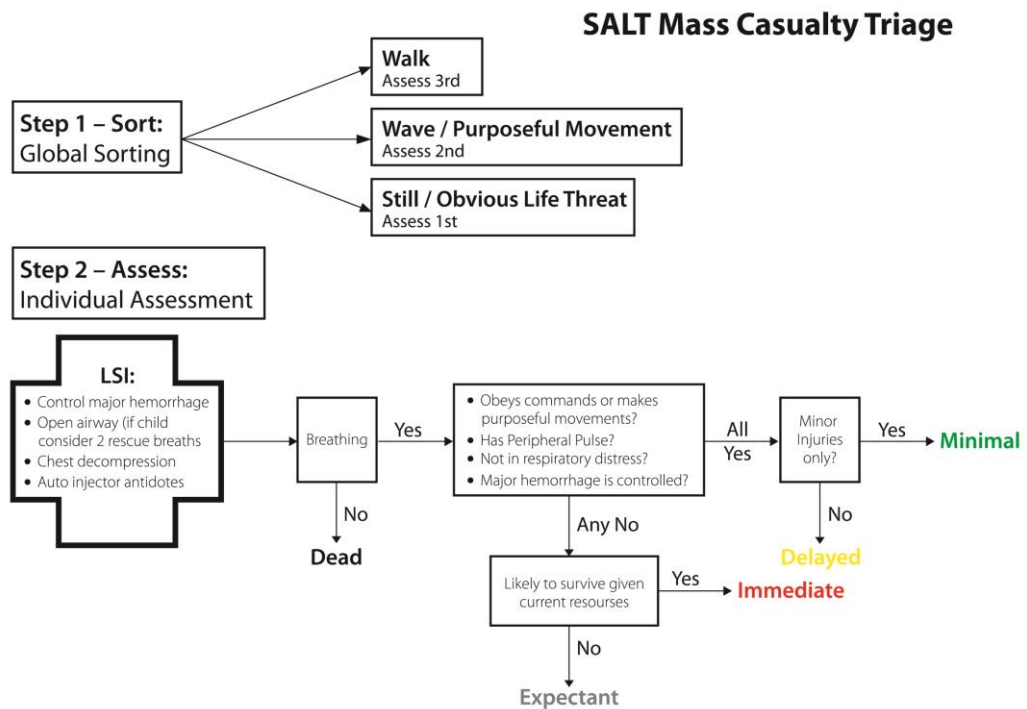 SALT Mass Casualty Triage
Step 1 – Sort:
Global Sorting
Walk
Assess 3rd
Wave / Purposeful Movement
Assess 2nd
Still / Obvious Life Threat
Assess 1st
Step 2 – Assess:
Individual Assessment
LSI:
• Control major hemorrhage
• Open airway (if child
consider 2 rescue breaths
• Chest decompression
• Auto injector antidotes
Breathing
Yes
No
Dead
• Obeys commands or makes
purposeful movements?
• Has Peripheral Pulse?
• Not in respiratory distress?
• Major hemorrhage is controlled?
All
Yes
Minor
Injuries
only?
Yes
Minimal
No
Delayed
Any No
Likely to survive given
current resourses
Yes
Immediate
No
Expectant